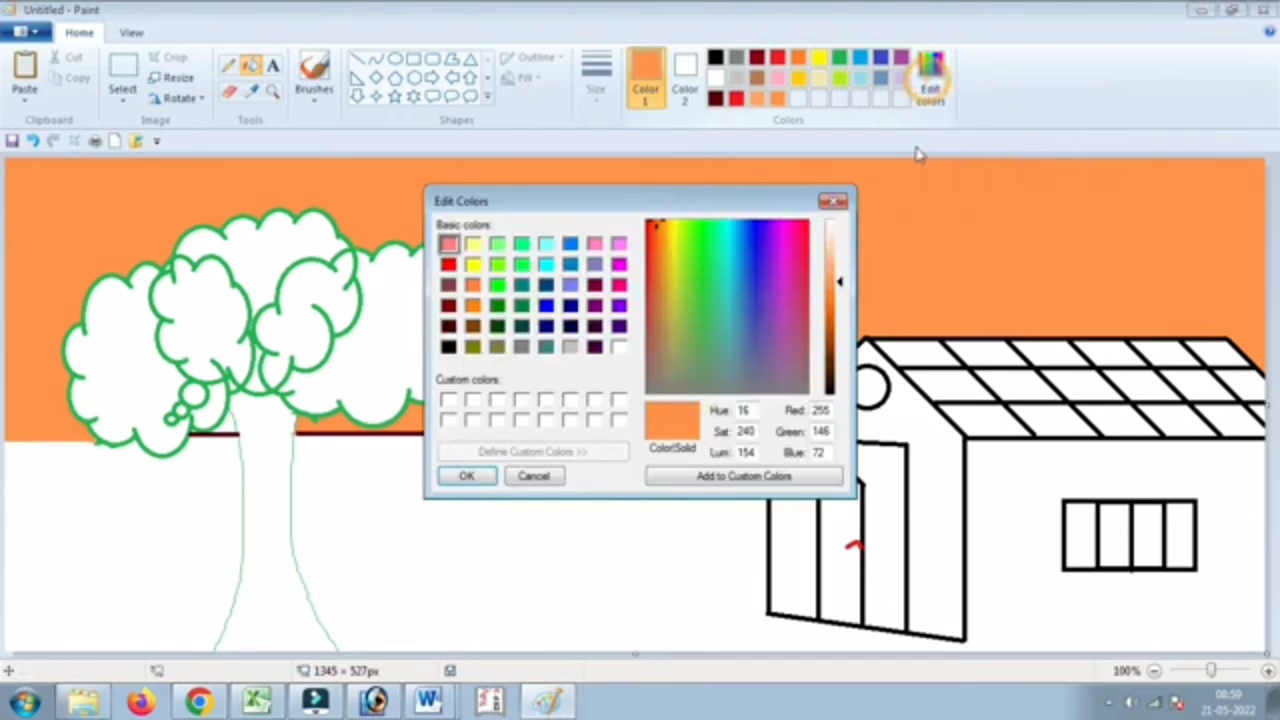 Untitled - Paint
Home View
Paste
Cut
Copy
Clipboard
Select
Crop
Resize
Rotate
Image
A
Tools
Brushes
Outline
Fill
Shapes
Size
Color 1
Color 2
Edit colors
Colors
Edit Colors
Basic colors:
Custom colors:
Define Custom Colors >>
OK Cancel
Color|Solid
Hue: 16 Red: 255
Sat: 240 Green: 146
Lum: 154 Blue: 72
Add to Custom Colors
1345 × 527px
100%
08:59
21-05-2022